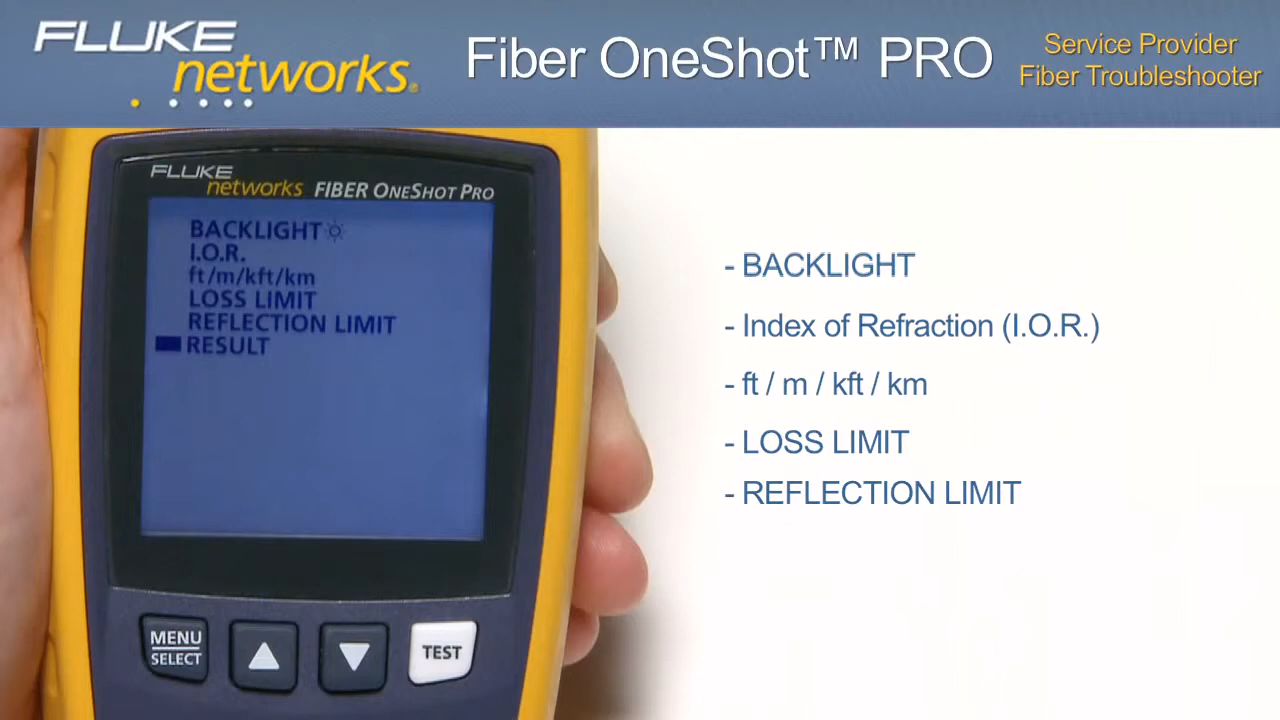 FLUKE
networks®
Fiber OneShot™ PRO
Service Provider
Fiber Troubleshooter
FLUKE
networks FIBER ONESHOT PRO
BACKLIGHT
I.O.R.
ft/m/kft/km
LOSS LIMIT
REFLECTION LIMIT
RESULT
MENU
SELECT
TEST
- BACKLIGHT
- Index of Refraction (I.O.R.)
- ft / m / kft / km
- LOSS LIMIT
- REFLECTION LIMIT